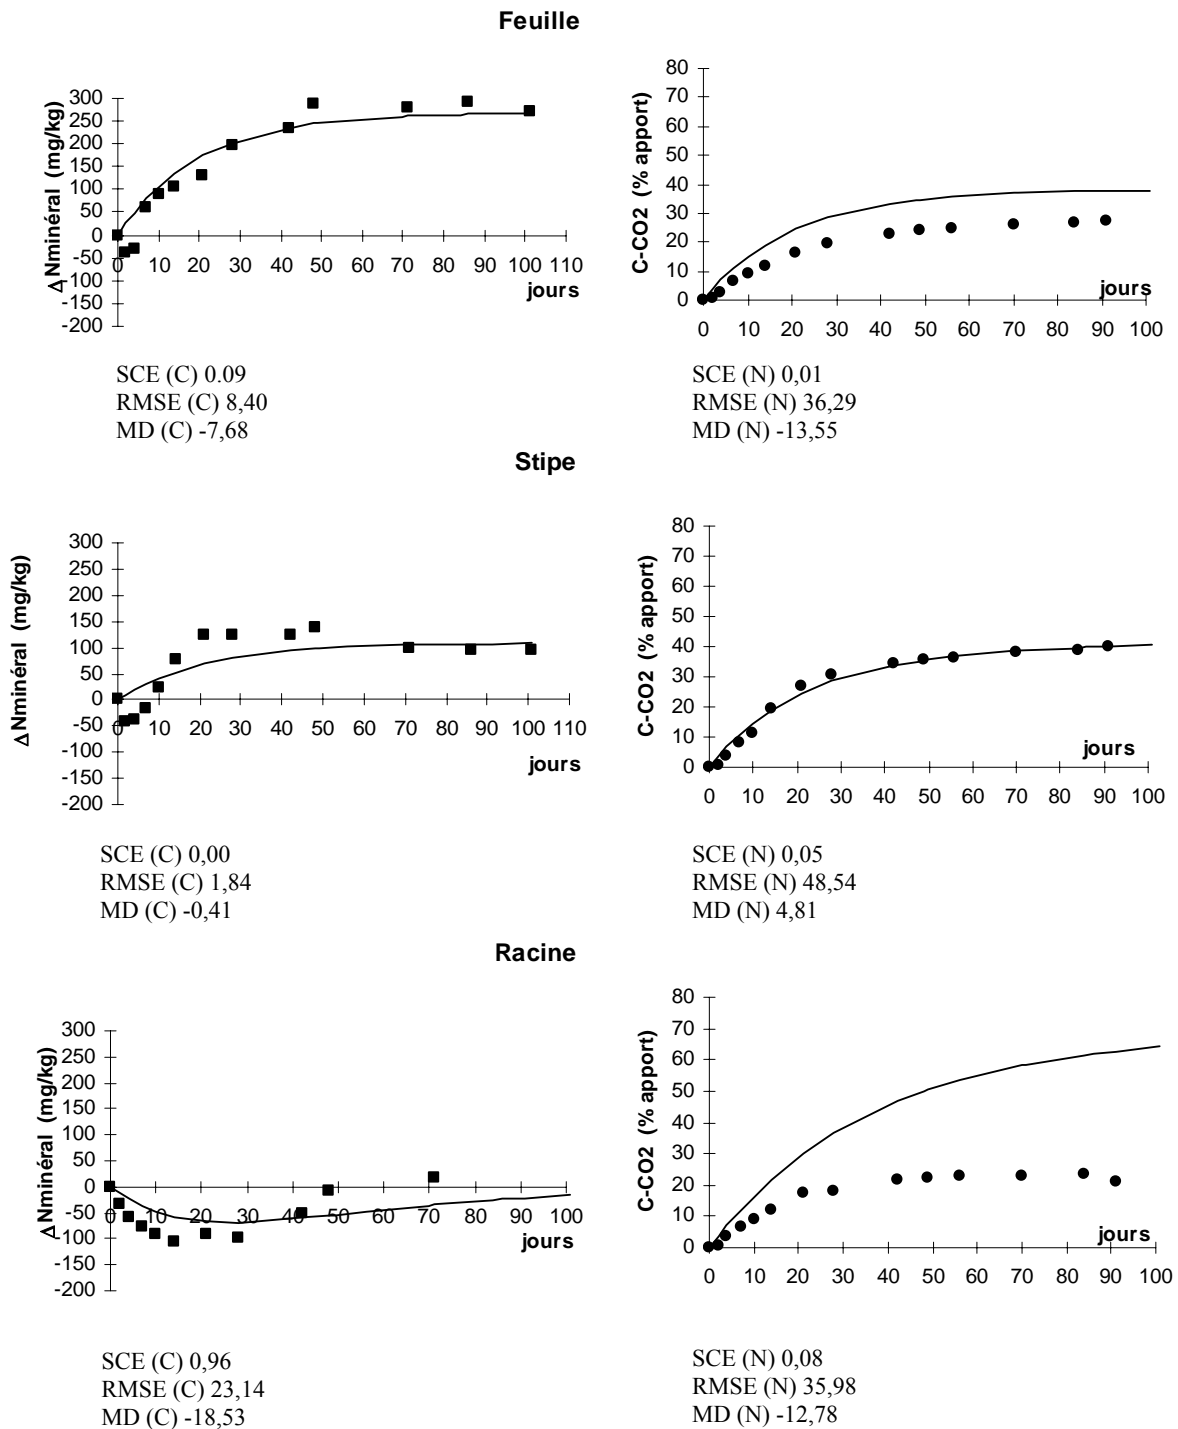 Feuille
ΔNminéral (mg/kg)
300
250
200
150
100
50
0
-50
-100
-150
-200
0 10 20 30 40 50 60 70 80 90 100 110
jours
C-CO2 (% apport)
80
70
60
50
40
30
20
10
0
jours
0 10 20 30 40 50 60 70 80 90 100
SCE (C) 0.09
RMSE (C) 8,40
MD (C) -7,68
SCE (N) 0,01
RMSE (N) 36,29
MD (N) -13,55
Stipe
ΔNminéral (mg/kg)
300
250
200
150
100
50
0
-50
-100
-150
-200
0 10 20 30 40 50 60 70 80 90 100 110
jours
C-CO2 (% apport)
80
70
60
50
40
30
20
10
0
jours
0 10 20 30 40 50 60 70 80 90 100
SCE (C) 0,00
RMSE (C) 1,84
MD (C) -0,41
SCE (N) 0,05
RMSE (N) 48,54
MD (N) 4,81
Racine
ΔNminéral (mg/kg)
300
250
200
150
100
50
0
-50
-100
-150
-200
0 10 20 30 40 50 60 70 80 90 100
jours
C-CO2 (% apport)
80
70
60
50
40
30
20
10
0
jours
0 10 20 30 40 50 60 70 80 90 100
SCE (C) 0,96
RMSE (C) 23,14
MD (C) -18,53
SCE (N) 0,08
RMSE (N) 35,98
MD (N) -12,78